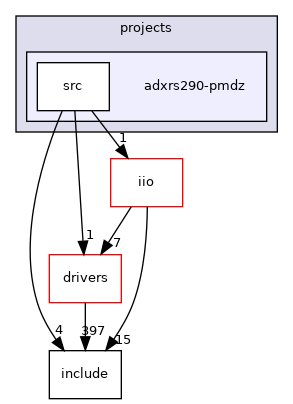 projects
src
adxrs290-pmdz
1
iio
1
7
drivers
4
397
15
include